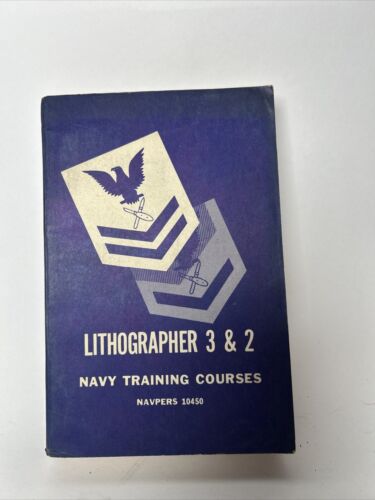 LITHOGRAPHER 3 & 2
NAVY TRAINING COURSES
NAVPERS 10450